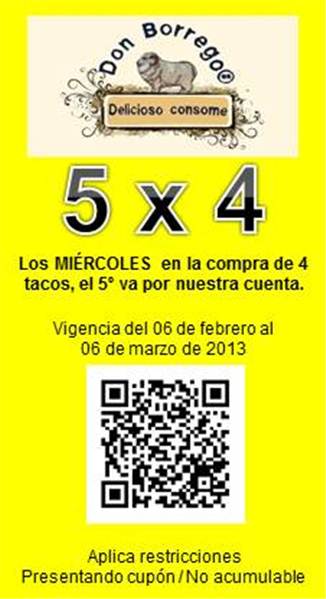 Don Borrego®
Delicioso consome
5 x 4
Los MIÉRCOLES en la compra de 4
tacos, el 5° va por nuestra cuenta.
Vigencia del 06 de febrero al
06 de marzo de 2013
Aplica restricciones
Presentando cupón / No acumulable